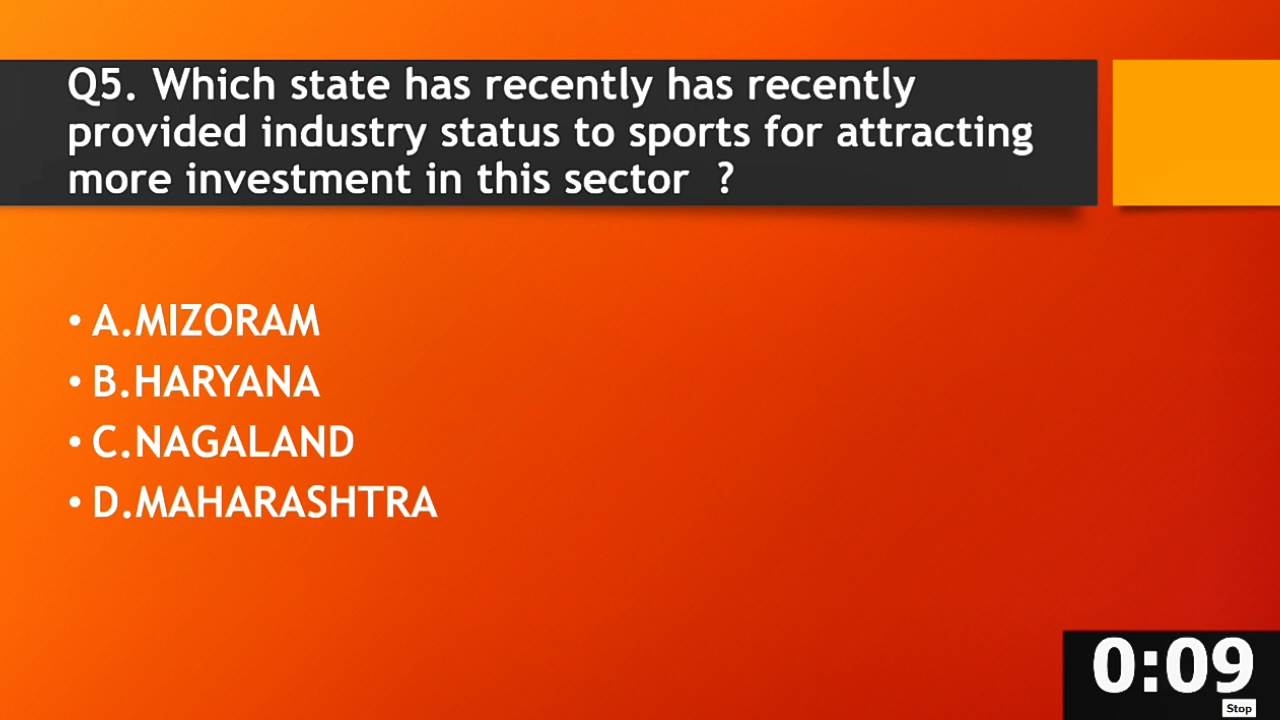 Q5. Which state has recently has recently
provided industry status to sports for attracting
more investment in this sector  ?
• A.MIZORAM
• B.HARYANA
• C.NAGALAND
• D.MAHARASHTRA
0:09
Stop